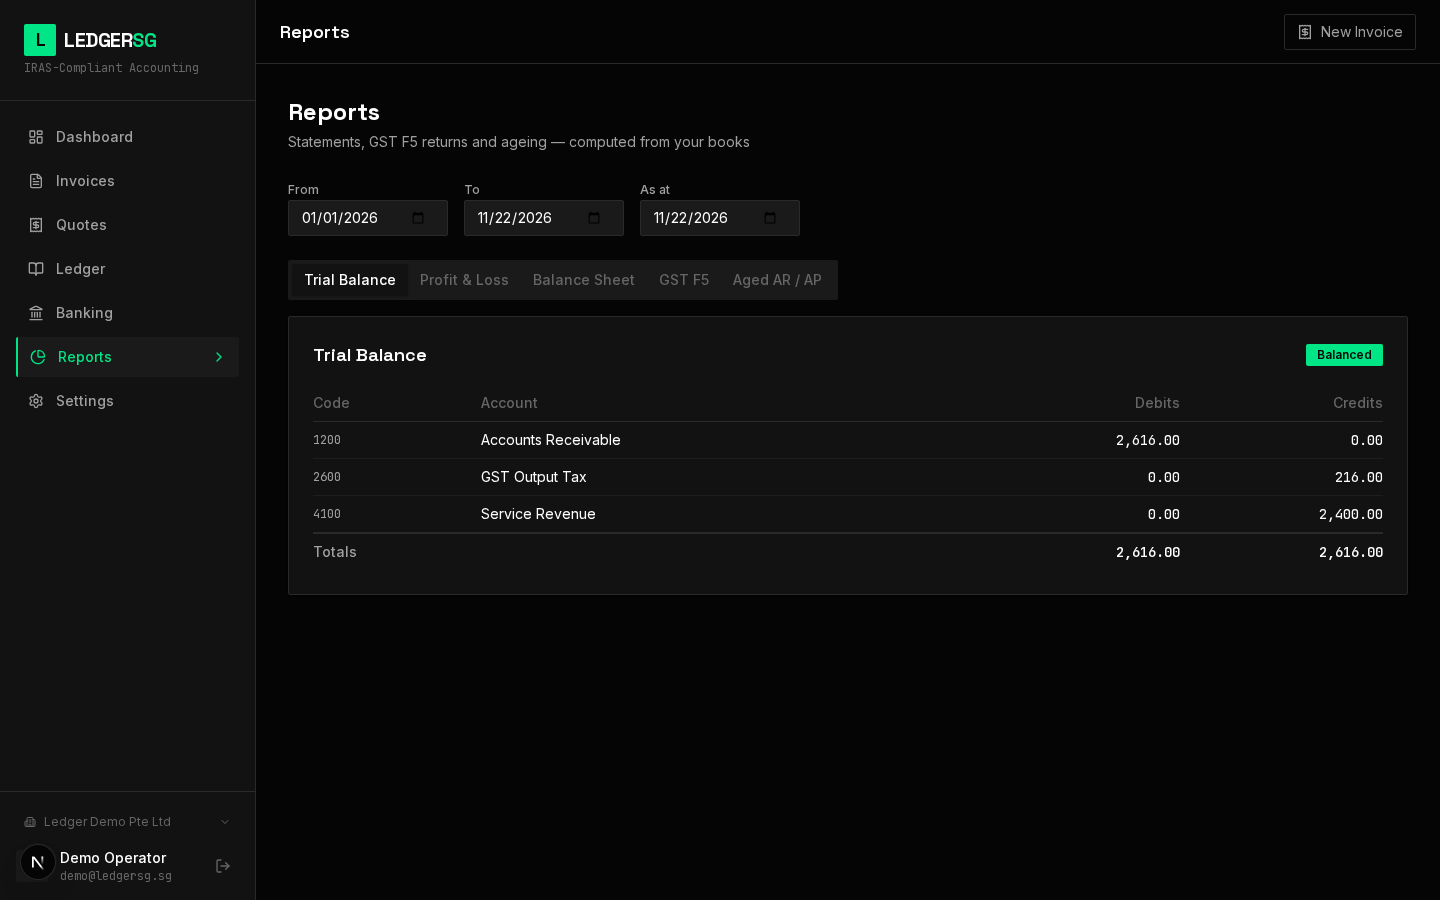 L LEDGERSG
IRAS-Compliant Accounting
Dashboard
Invoices
Quotes
Ledger
Banking
Reports
Settings
Ledger Demo Pte Ltd
N Demo Operator
demo@ledgersg.sg
Reports New Invoice
Reports
Statements, GST F5 returns and ageing — computed from your books
From To As at
01/01/2026 11/22/2026 11/22/2026
Trial Balance Profit & Loss Balance Sheet GST F5 Aged AR / AP
Trial Balance Balanced
Code Account Debits Credits
1200 Accounts Receivable 2,616.00 0.00
2600 GST Output Tax 0.00 216.00
4100 Service Revenue 0.00 2,400.00
Totals 2,616.00 2,616.00